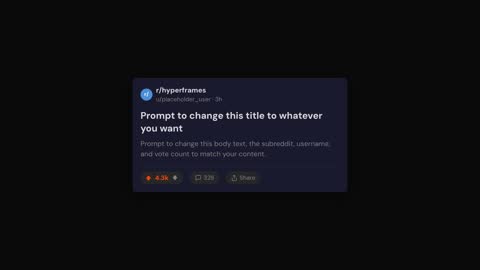 r/hyperframes
u/placeholder_user · 3h
Prompt to change this title to whatever
you want
Prompt to change this body text, the subreddit, username,
and vote count to match your content.
4.3k 328 Share